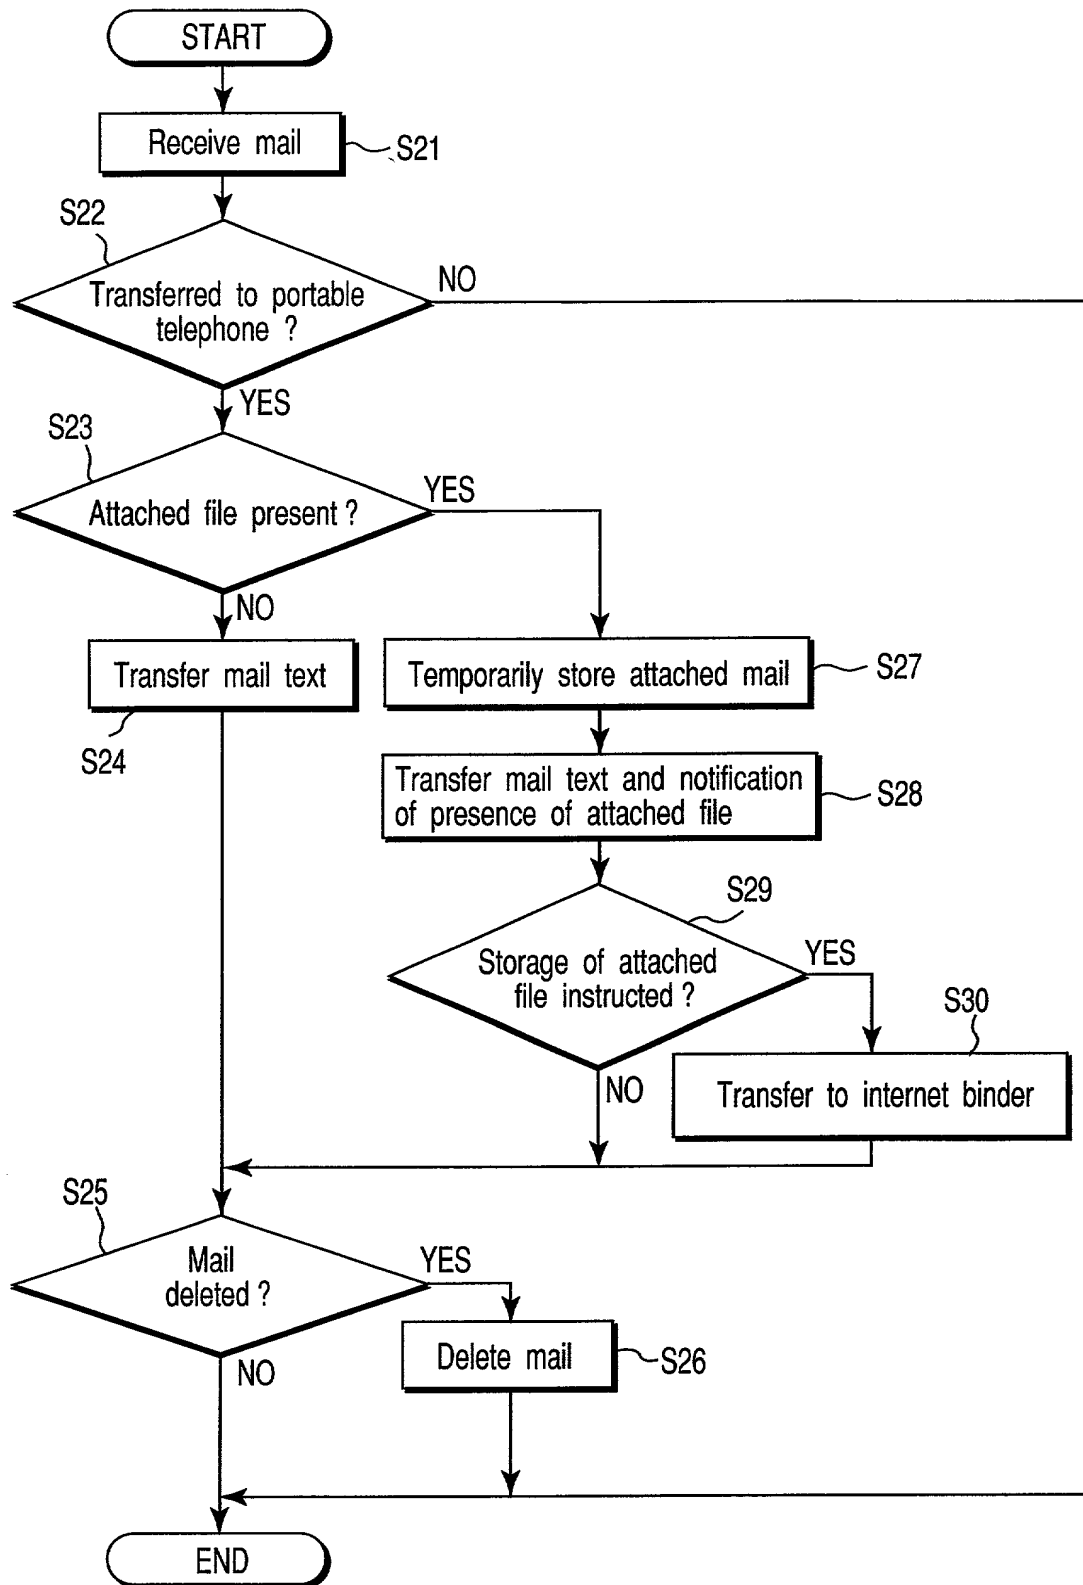 START
Receive mail
S21
S22
NO
Transferred to portable
telephone ?
YES
S23
YES
Attached file present ?
NO
Transfer mail text
S24
Temporarily store attached mail
S27
Transfer mail text and notification
of presence of attached file
S28
S29
Storage of attached
file instructed ?
YES
S30
NO
Transfer to internet binder
S25
Mail
deleted ?
YES
NO
Delete mail
S26
END